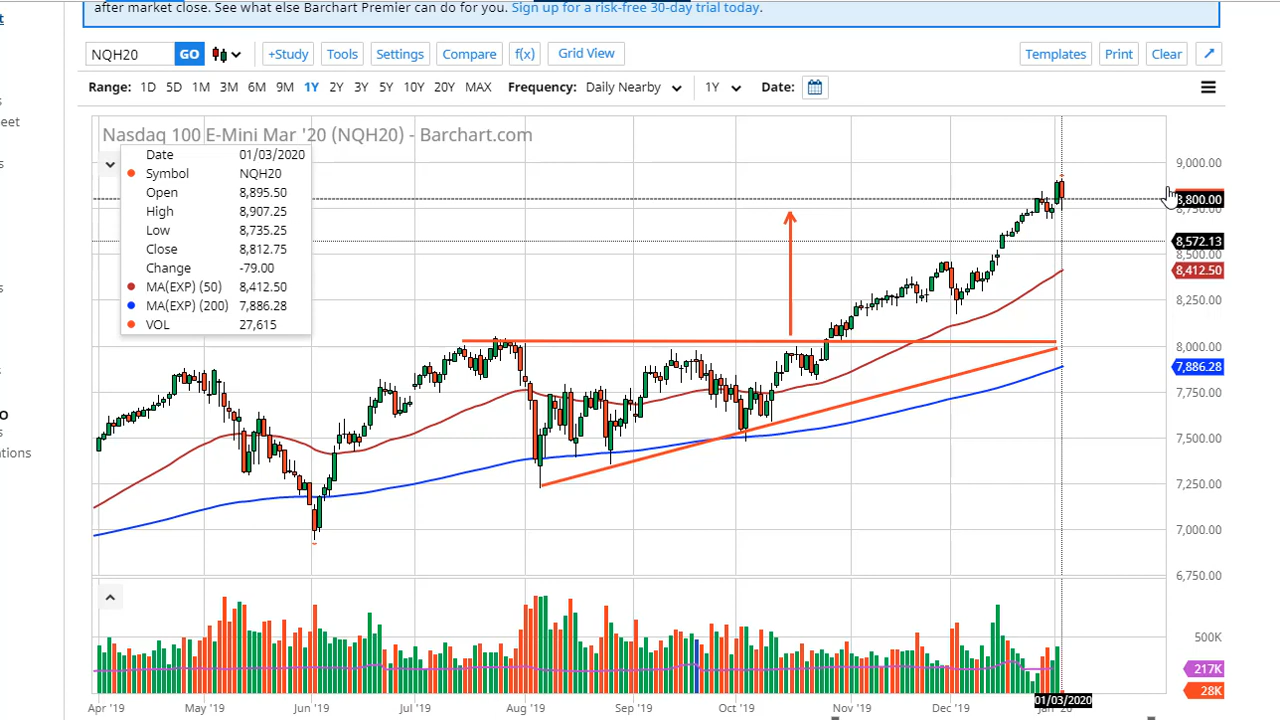 after market close. See what else Barchart Premier can do for you. Sign up for a risk-free 30-day trial today.
NQH20 GO +Study Tools Settings Compare f(x) Grid View Templates Print Clear
Range: 1D 5D 1M 3M 6M 9M 1Y 2Y 3Y 5Y 10Y 20Y MAX Frequency: Daily Nearby 1Y Date:
Nasdaq 100 E-Mini Mar '20 (NQH20) - Barchart.com
Date 01/03/2020
Symbol NQH20
Open 8,895.50
High 8,907.25
Low 8,735.25
Close 8,812.75
Change -79.00
MA(EXP) (50) 8,412.50
MA(EXP) (200) 7,886.28
VOL 27,615
9,000.00
8,800.00
8,750.00
8,572.13
8,500.00
8,412.50
8,250.00
8,000.00
7,886.28
7,750.00
7,500.00
7,250.00
7,000.00
6,750.00
500K
217K
28K
01/03/2020
Apr '19 May '19 Jun '19 Jul '19 Aug '19 Sep '19 Oct '19 Nov '19 Dec '19 Jan '20
t
eet
o
ations